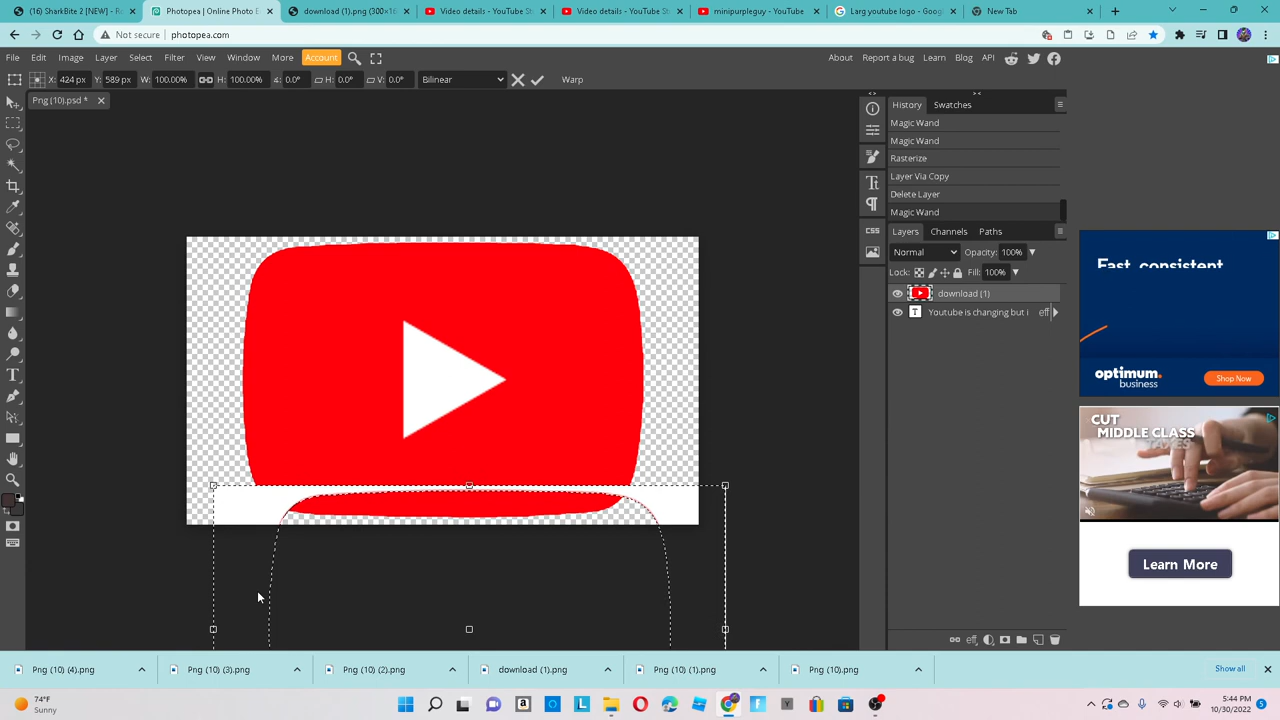 (16) SharkBite 2 [NEW] - Ro
Photopea | Online Photo E
download (1).png (300×16
Video details - YouTube St
Video details - YouTube St
minipurpleguy - YouTube
Larg youtube logo - Googl
New Tab
Not secure | photopea.com
File Edit Image Layer Select Filter View Window More Account About Report a bug Learn Blog API
X: 424 px Y: 589 px W: 100.00% H: 100.00% 0.0° H: 0.0° V: 0.0° Bilinear Warp
Png (10).psd *
History Swatches
Magic Wand
Magic Wand
Rasterize
Layer Via Copy
Delete Layer
Magic Wand
Layers Channels Paths
Normal Opacity: 100%
Lock: Fill: 100%
download (1)
Youtube is changing but i eff
CSS
eff
Fast, consistent
optimum. business Shop Now
CUT
MIDDLE CLASS
TAXES
Learn More
Png (10) (4).png
Png (10) (3).png
Png (10) (2).png
download (1).png
Png (10) (1).png
Png (10).png
Show all
74°F
Sunny
5:44 PM
10/30/2022